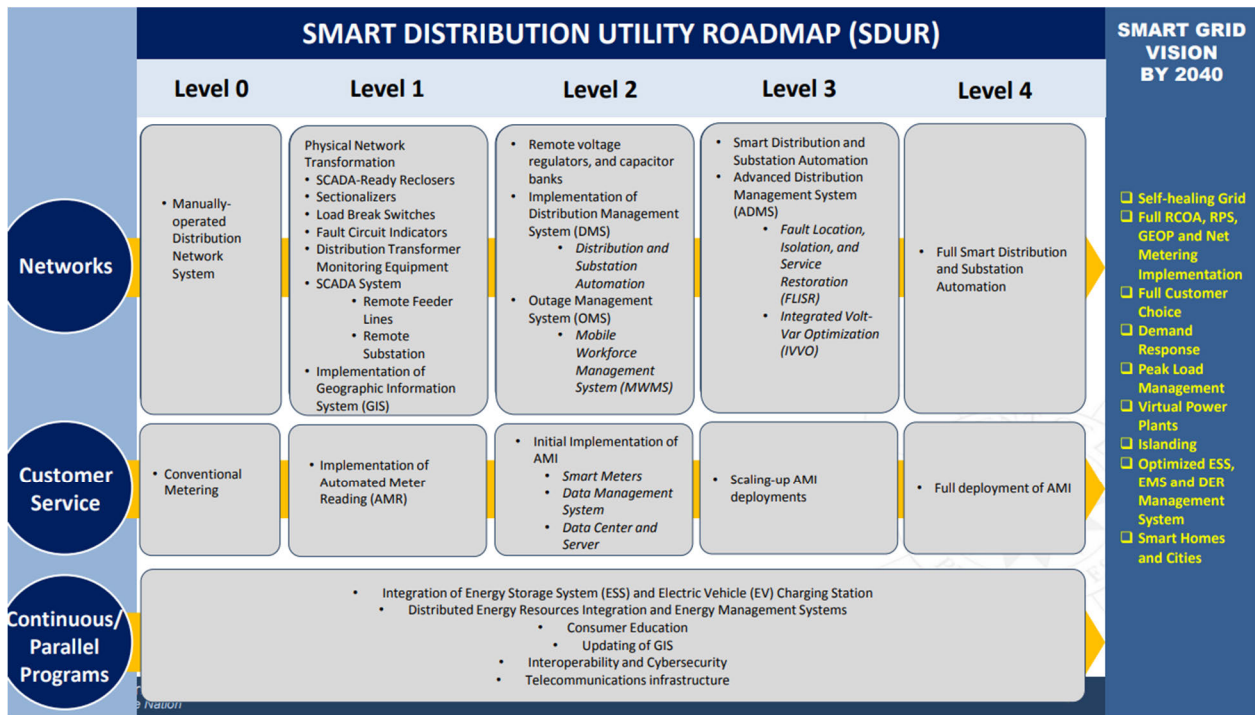 SMART DISTRIBUTION UTILITY ROADMAP (SDUR)
SMART GRID
VISION
BY 2040
Level 0
Level 1
Level 2
Level 3
Level 4
Networks
• Manually-
operated
Distribution
Network
System
Physical Network
Transformation
• SCADA-Ready Reclosers
• Sectionalizers
• Load Break Switches
• Fault Circuit Indicators
• Distribution Transformer
Monitoring Equipment
• SCADA System
• Remote Feeder
Lines
• Remote
Substation
• Implementation of
Geographic Information
System (GIS)
• Remote voltage
regulators, and capacitor
banks
• Implementation of
Distribution Management
System (DMS)
• Distribution and
Substation
Automation
• Outage Management
System (OMS)
• Mobile
Workforce
Management
System (MWMS)
• Smart Distribution and
Substation Automation
• Advanced Distribution
Management System
(ADMS)
• Fault Location,
Isolation, and
Service
Restoration
(FLISR)
• Integrated Volt-
Var Optimization
(IVVO)
• Full Smart Distribution
and Substation
Automation
Customer
Service
• Conventional
Metering
• Implementation of
Automated Meter
Reading (AMR)
• Initial Implementation of
AMI
• Smart Meters
• Data Management
System
• Data Center and
Server
• Scaling-up AMI
deployments
• Full deployment of AMI
Continuous/
Parallel
Programs
• Integration of Energy Storage System (ESS) and Electric Vehicle (EV) Charging Station
• Distributed Energy Resources Integration and Energy Management Systems
• Consumer Education
• Updating of GIS
• Interoperability and Cybersecurity
• Telecommunications infrastructure
❑ Self-healing Grid
❑ Full RCOA, RPS,
GEOP and Net
Metering
Implementation
❑ Full Customer
Choice
❑ Demand
Response
❑ Peak Load
Management
❑ Virtual Power
Plants
❑ Islanding
❑ Optimized ESS,
EMS and DER
Management
System
❑ Smart Homes
and Cities
Nation